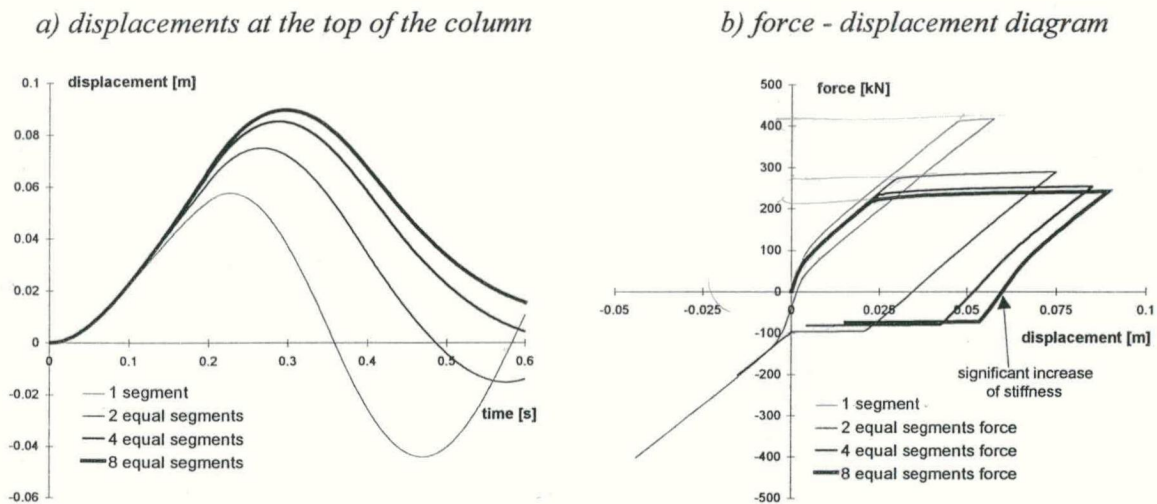 a) displacements at the top of the column
b) force - displacement diagram
displacement [m]
0.1
0.08
0.06
0.04
0.02
0
-0.02
-0.04
-0.06
0
0.1
0.2
0.3
0.4
0.5
0.6
time [s]
1 segment
2 equal segments
4 equal segments
8 equal segments
force [kN]
500
400
300
200
100
0
-100
-200
-300
-400
-500
-0.05
-0.025
0
0.025
0.05
0.075
0.1
displacement [m]
significant increase
of stiffness
1 segment
2 equal segments force
4 equal segments force
8 equal segments force